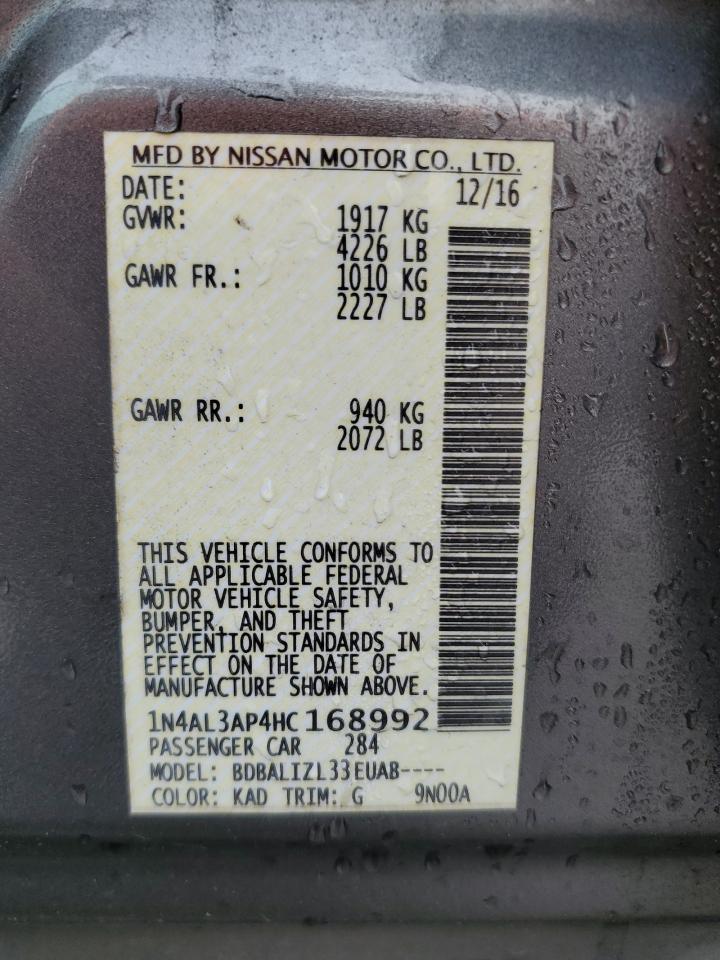 MFD BY NISSAN MOTOR CO., LTD.
DATE: 12/16
GVWR: 1917 KG
4226 LB
GAWR FR.: 1010 KG
2227 LB
GAWR RR.: 940 KG
2072 LB
THIS VEHICLE CONFORMS TO
ALL APPLICABLE FEDERAL
MOTOR VEHICLE SAFETY,
BUMPER, AND THEFT
PREVENTION STANDARDS IN
EFFECT ON THE DATE OF
MANUFACTURE SHOWN ABOVE.
1N4AL3AP4HC168992
PASSENGER CAR 284
MODEL: BDBALIZL33EUAB----
COLOR: KAD TRIM: G 9N00A